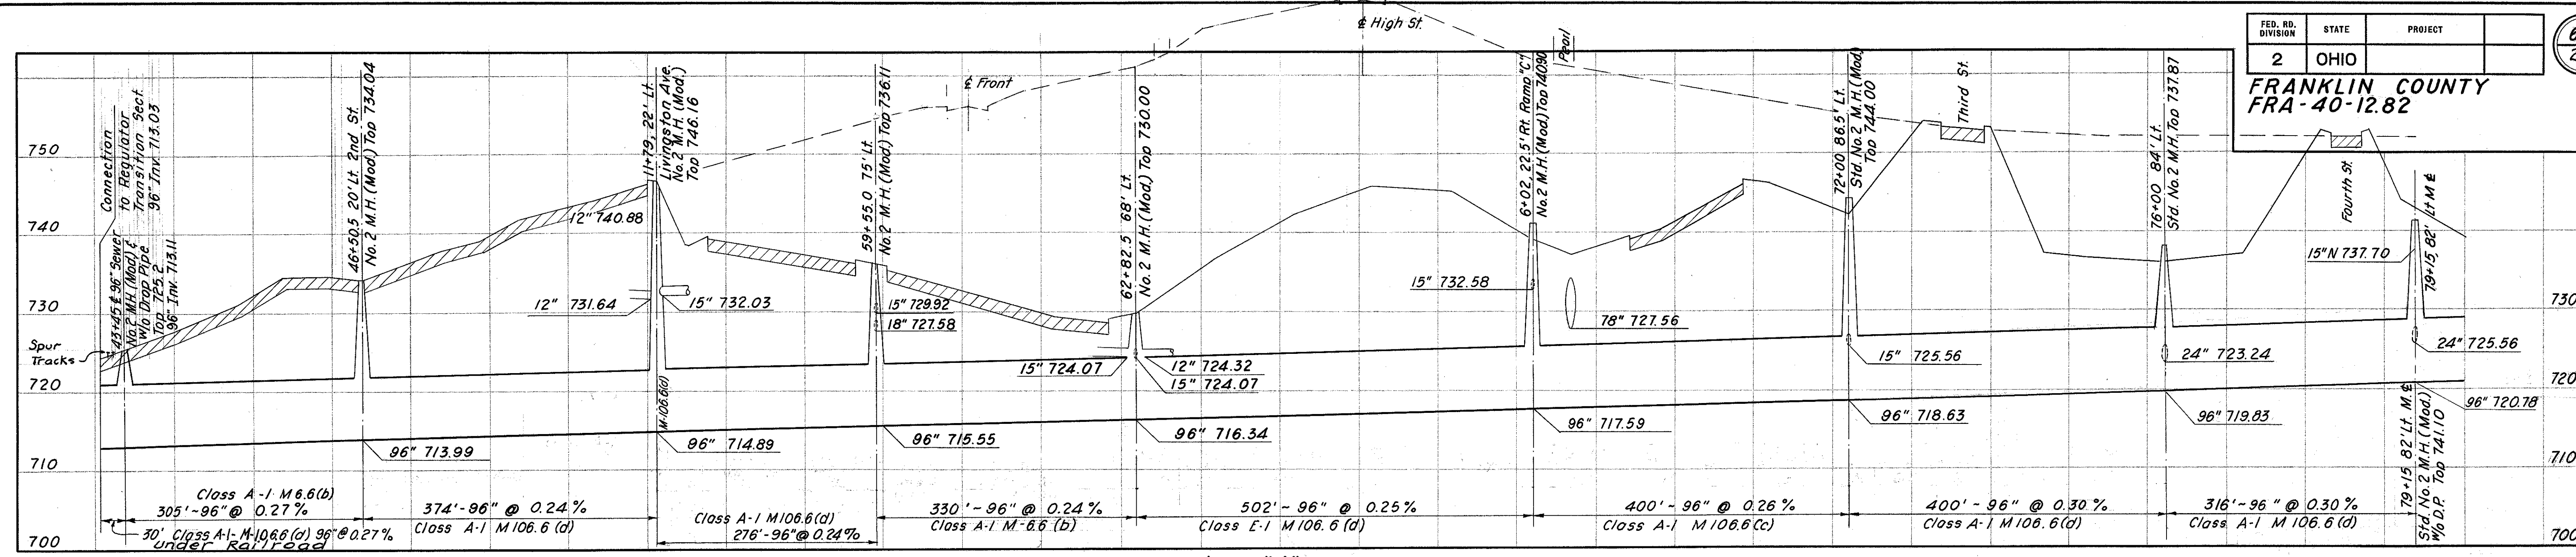 FED. RD. DIVISION
STATE
PROJECT
2
OHIO
FRANKLIN COUNTY
FRA-40-12.82
750
740
730
720
710
700
730
720
710
700
Connection
to Regulator
Transition Sect.
96" Inv. 713.03
43+45 ₵ 96" Sewer
No.2 M.H. (Mod.) ₵
w/o Drop Pipe
Top 725.2
96" Inv. 713.11
Spur
Tracks
46+50.5 20' Lt. 2nd St.
No. 2 M.H. (Mod.) Top 734.04
12" 740.88
11+79, 22' Lt.
Livingston Ave.
No.2 M.H. (Mod.)
Top 746.16
12" 731.64
15" 732.03
M-106.6(d)
₵ Front
59+55.0 75' Lt.
No.2 M.H. (Mod.) Top 736.11
15" 729.92
18" 727.58
62+82.5 68' Lt.
No.2 M.H. (Mod.) Top 730.00
15" 724.07
12" 724.32
15" 724.07
₵ High St.
6+02, 22.5' Rt. Ramp "C"
No.2 M.H. (Mod.) Top 740.90
Pearl
15" 732.58
78" 727.56
72+00 86.5' Lt.
Std. No.2 M.H. (Mod.)
Top 744.00
15" 725.56
Third St.
76+00 84' Lt.
Std. No.2 M.H. Top 737.87
24" 723.24
Fourth St.
15" N 737.70
79+15, 82' Lt M ₵
24" 725.56
96" 713.99
96" 714.89
96" 715.55
96" 716.34
96" 717.59
96" 718.63
96" 719.83
96" 720.78
79+15 82' Lt. M.
Std. No.2 M.H. (Mod.)
w/o D.P. Top 741.10
Class A-1 M 6.6(b)
305'~96" @ 0.27%
30' Class A-1-M-106.6(d) 96" @ 0.27%
under Railroad
374'-96" @ 0.24%
Class A-1 M106.6 (d)
Class A-1 M106.6(d)
276'-96" @ 0.24%
330'~96" @ 0.24%
Class A-1 M-6.6 (b)
502'~96" @ 0.25%
Class E-1 M106.6 (d)
400'~96" @ 0.26%
Class A-1 M106.6(c)
400'~96" @ 0.30%
Class A-1 M106.6(d)
316'~96" @ 0.30%
Class A-1 M 106.6 (d)